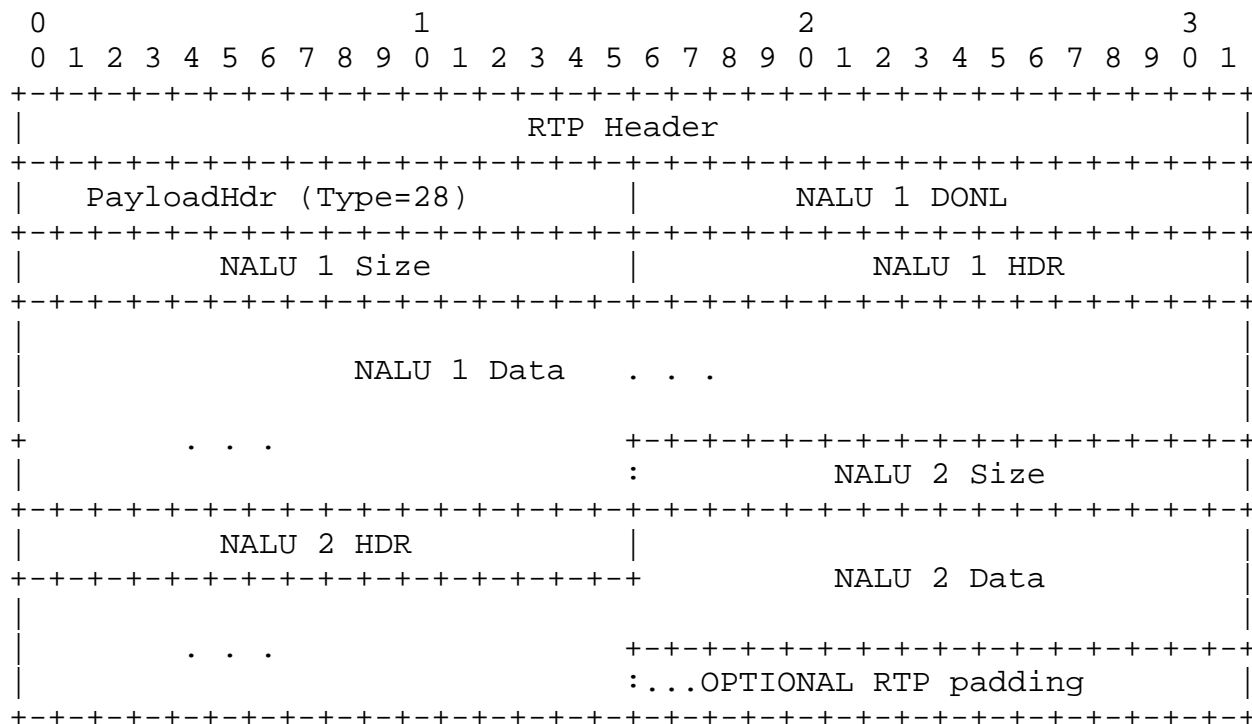 0                   1                   2                   3
 0 1 2 3 4 5 6 7 8 9 0 1 2 3 4 5 6 7 8 9 0 1 2 3 4 5 6 7 8 9 0 1
+-+-+-+-+-+-+-+-+-+-+-+-+-+-+-+-+-+-+-+-+-+-+-+-+-+-+-+-+-+-+-+-+
|                          RTP Header                           |
+-+-+-+-+-+-+-+-+-+-+-+-+-+-+-+-+-+-+-+-+-+-+-+-+-+-+-+-+-+-+-+-+
|   PayloadHdr (Type=28)        |        NALU 1 DONL            |
+-+-+-+-+-+-+-+-+-+-+-+-+-+-+-+-+-+-+-+-+-+-+-+-+-+-+-+-+-+-+-+-+
|          NALU 1 Size          |            NALU 1 HDR         |
+-+-+-+-+-+-+-+-+-+-+-+-+-+-+-+-+-+-+-+-+-+-+-+-+-+-+-+-+-+-+-+-+
|                                                               |
|                 NALU 1 Data   . . .                           |
|                                                               |
+        . . .                  +-+-+-+-+-+-+-+-+-+-+-+-+-+-+-+-+
|                               :          NALU 2 Size          |
+-+-+-+-+-+-+-+-+-+-+-+-+-+-+-+-+-+-+-+-+-+-+-+-+-+-+-+-+-+-+-+-+
|          NALU 2 HDR           |                               |
+-+-+-+-+-+-+-+-+-+-+-+-+-+-+-+-+          NALU 2 Data          |
|                                                               |
|        . . .                  +-+-+-+-+-+-+-+-+-+-+-+-+-+-+-+-+
|                               :...OPTIONAL RTP padding        |
+-+-+-+-+-+-+-+-+-+-+-+-+-+-+-+-+-+-+-+-+-+-+-+-+-+-+-+-+-+-+-+-+